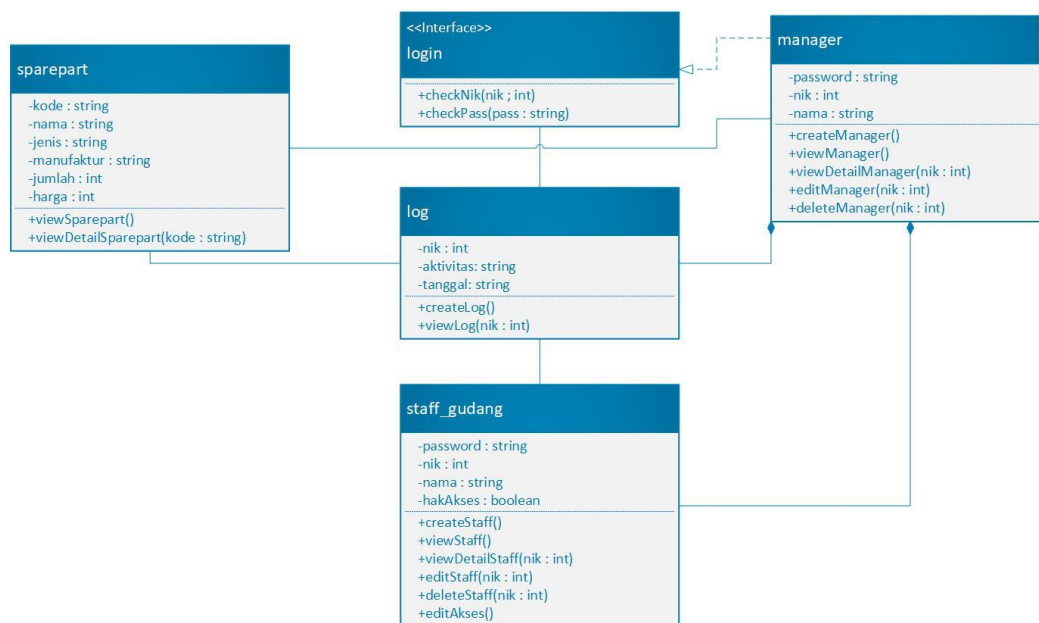 sparepart
-kode : string
-nama : string
-jenis : string
-manufaktur : string
-jumlah : int
-harga : int
+viewSparepart()
+viewDetailSparepart(kode : string)
<<Interface>>
login
+checkNik(nik ; int)
+checkPass(pass : string)
manager
-password : string
-nik : int
-nama : string
+createManager()
+viewManager()
+viewDetailManager(nik : int)
+editManager(nik : int)
+deleteManager(nik : int)
log
-nik : int
-aktivitas: string
-tanggal: string
+createLog()
+viewLog(nik : int)
staff_gudang
-password : string
-nik : int
-nama : string
-hakAkses : boolean
+createStaff()
+viewStaff()
+viewDetailStaff(nik : int)
+editStaff(nik : int)
+deleteStaff(nik : int)
+editAkses()